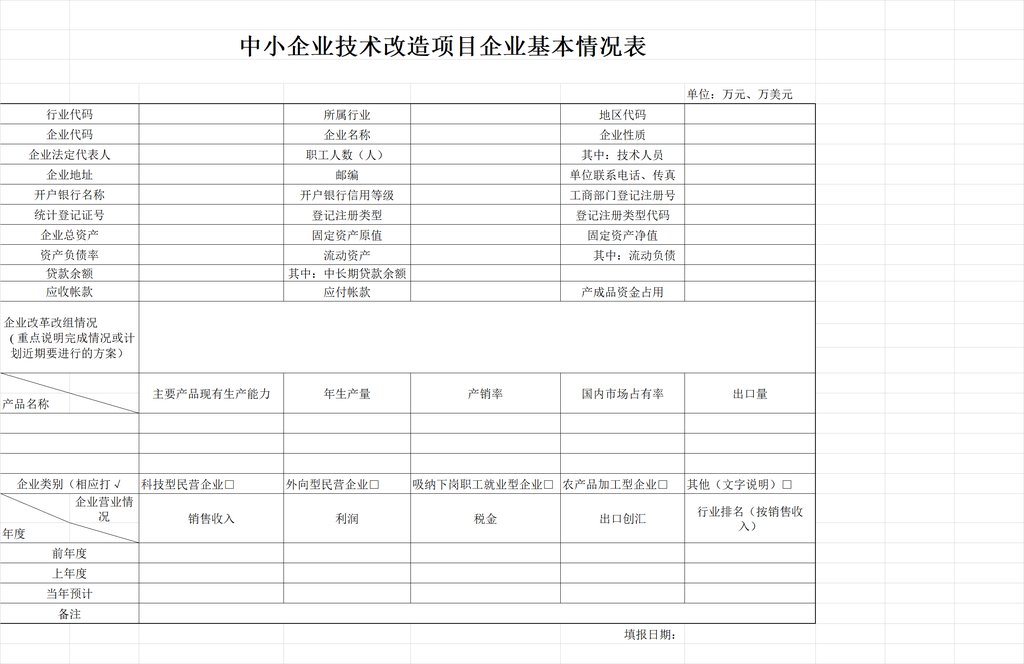 中小企业技术改造项目企业基本情况表
单位：万元、万美元
行业代码 所属行业 地区代码
企业代码 企业名称 企业性质
企业法定代表人 职工人数（人） 其中：技术人员
企业地址 邮编 单位联系电话、传真
开户银行名称 开户银行信用等级 工商部门登记注册号
统计登记证号 登记注册类型 登记注册类型代码
企业总资产 固定资产原值 固定资产净值
资产负债率 流动资产 其中：流动负债
贷款余额 其中：中长期贷款余额
应收帐款 应付帐款 产成品资金占用
企业改革改组情况
(重点说明完成情况或计
划近期要进行的方案）
主要产品现有生产能力 年生产量 产销率 国内市场占有率 出口量
产品名称
企业类别（相应打√ 科技型民营企业□ 外向型民营企业□ 吸纳下岗职工就业型企业□ 农产品加工型企业□ 其他（文字说明）□
企业营业情
况
销售收入 利润 税金 出口创汇 行业排名（按销售收
入）
年度
前年度
上年度
当年预计
备注
填报日期：